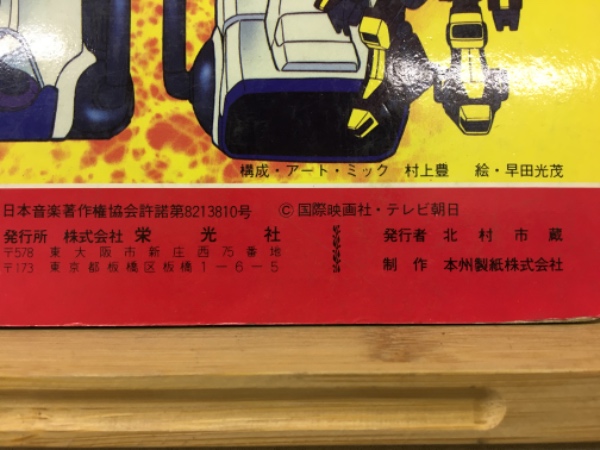 構成・アート・ミック 村上豊 絵・早田光茂
日本音楽著作権協会許諾第8213810号 Ⓒ国際映画社・テレビ朝日
発行所 株式会社 栄光社
〒578 東大阪市新庄西75番地
〒173 東京都板橋区板橋1-6-5
発行者 北村市蔵
制作 本州製紙株式会社